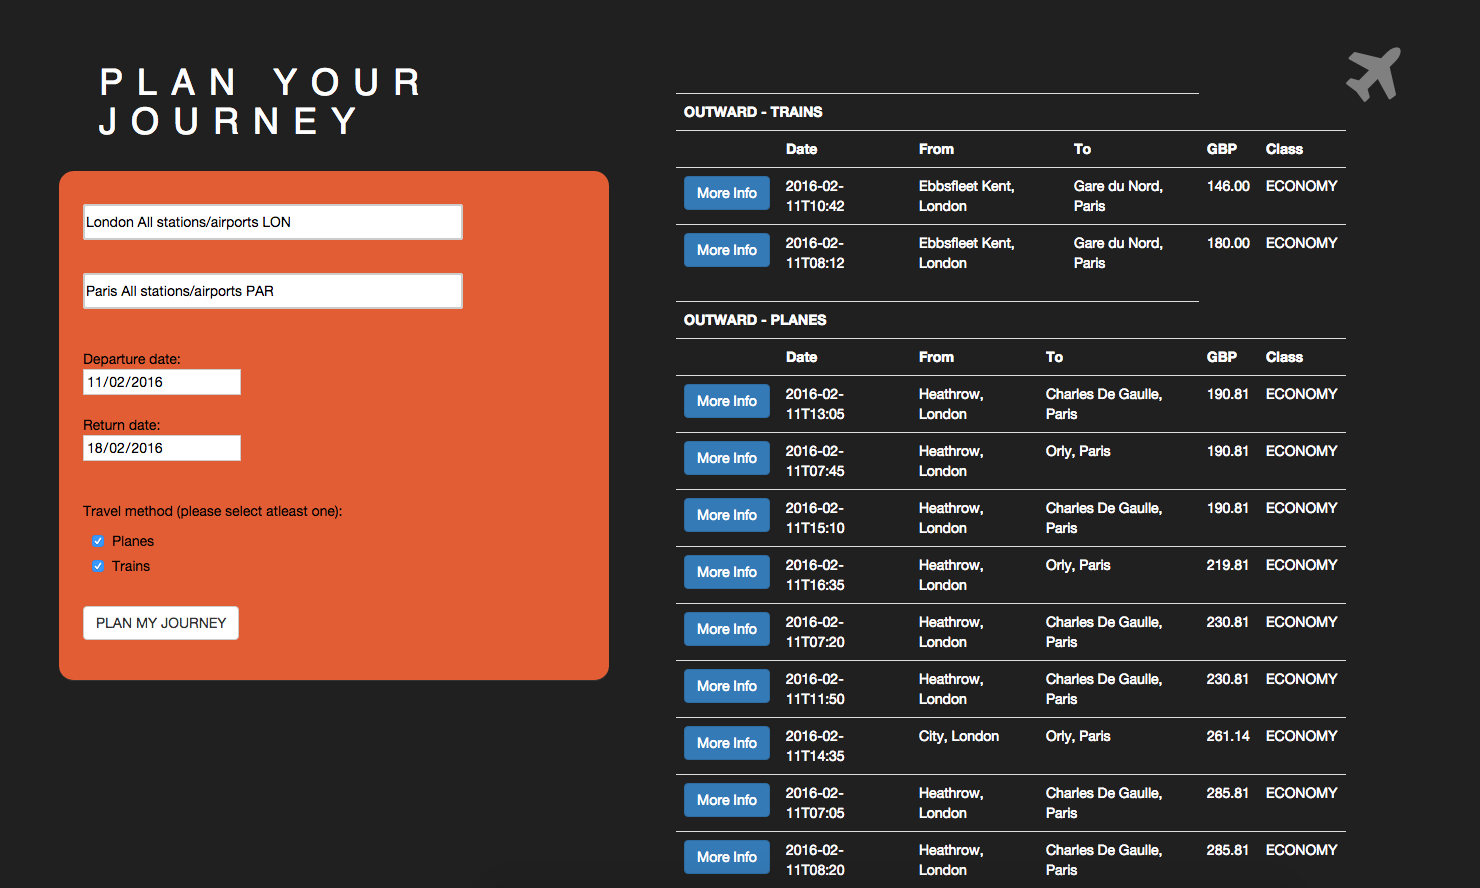 PLAN YOUR
JOURNEY
London All stations/airports LON
Paris All stations/airports PAR
Departure date:
11/02/2016
Return date:
18/02/2016
Travel method (please select atleast one):
Planes
Trains
PLAN MY JOURNEY
OUTWARD - TRAINS
Date From To GBP Class
More Info 2016-02- Ebbsfleet Kent, Gare du Nord, 146.00 ECONOMY
11T10:42 London Paris
More Info 2016-02- Ebbsfleet Kent, Gare du Nord, 180.00 ECONOMY
11T08:12 London Paris
OUTWARD - PLANES
Date From To GBP Class
More Info 2016-02- Heathrow, Charles De Gaulle, 190.81 ECONOMY
11T13:05 London Paris
More Info 2016-02- Heathrow, Orly, Paris 190.81 ECONOMY
11T07:45 London
More Info 2016-02- Heathrow, Charles De Gaulle, 190.81 ECONOMY
11T15:10 London Paris
More Info 2016-02- Heathrow, Orly, Paris 219.81 ECONOMY
11T16:35 London
More Info 2016-02- Heathrow, Charles De Gaulle, 230.81 ECONOMY
11T07:20 London Paris
More Info 2016-02- Heathrow, Charles De Gaulle, 230.81 ECONOMY
11T11:50 London Paris
More Info 2016-02- City, London Orly, Paris 261.14 ECONOMY
11T14:35
More Info 2016-02- Heathrow, Charles De Gaulle, 285.81 ECONOMY
11T07:05 London Paris
More Info 2016-02- Heathrow, Charles De Gaulle, 285.81 ECONOMY
11T08:20 London Paris